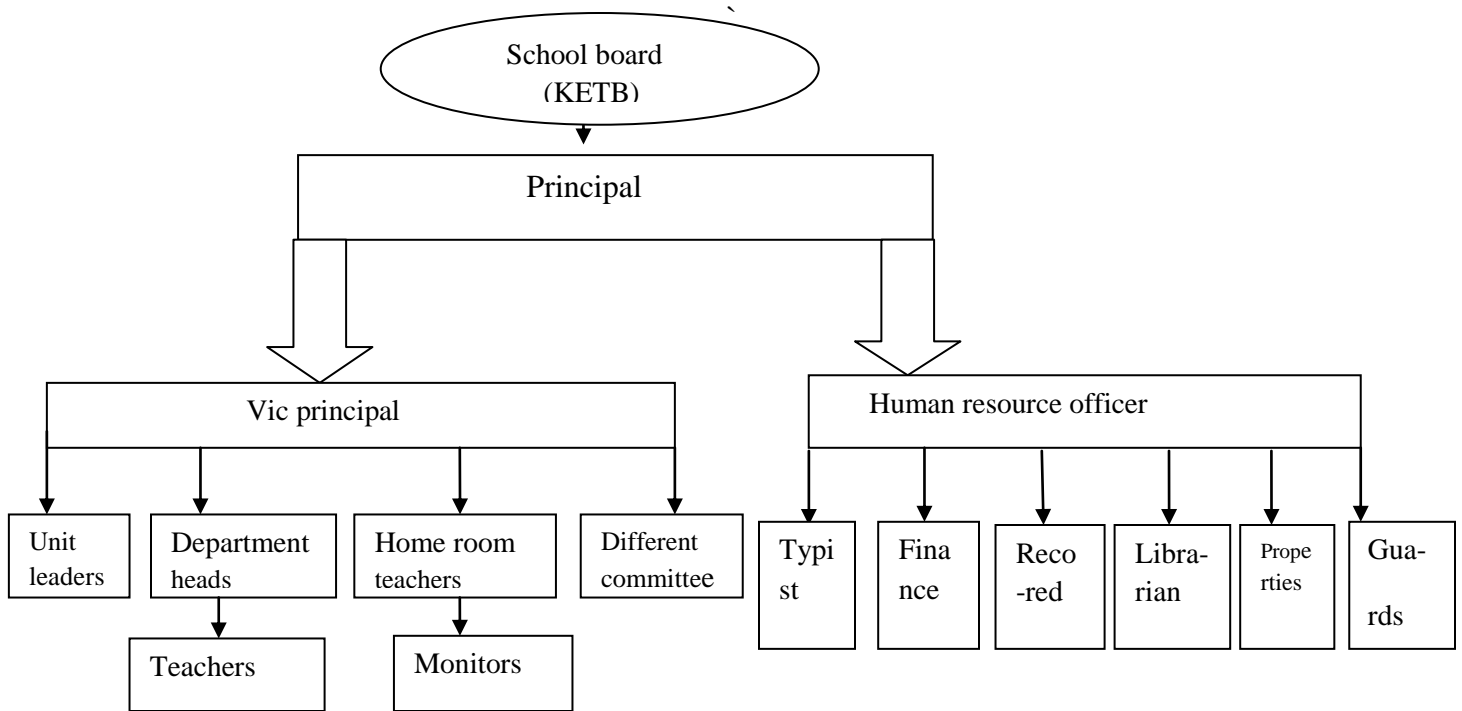 `
School board
(KETB)
Principal
Vic principal
Human resource officer
Unit
leaders
Department
heads
Home room
teachers
Different
committee
Typi
st
Fina
nce
Reco
-red
Libra-
rian
Prope
rties
Gua-
rds
Teachers
Monitors